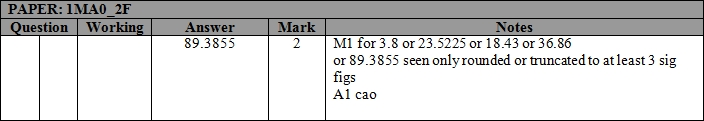 PAPER: 1MA0_2F
Question Working Answer Mark Notes
89.3855 2 M1 for 3.8 or 23.5225 or 18.43 or 36.86
or 89.3855 seen only rounded or truncated to at least 3 sig
figs
A1 cao